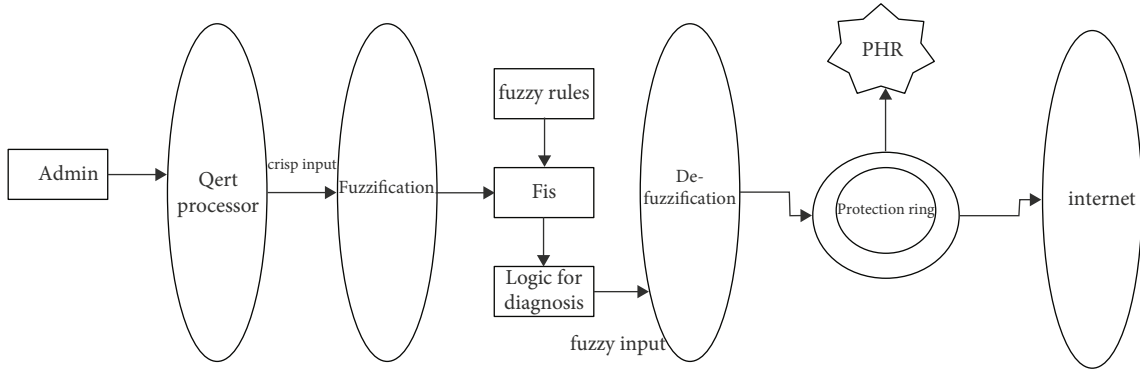 Admin
Qert
processor
crisp input
Fuzzification
fuzzy rules
Fis
Logic for
diagnosis
fuzzy input
De-
fuzzification
Protection ring
PHR
internet